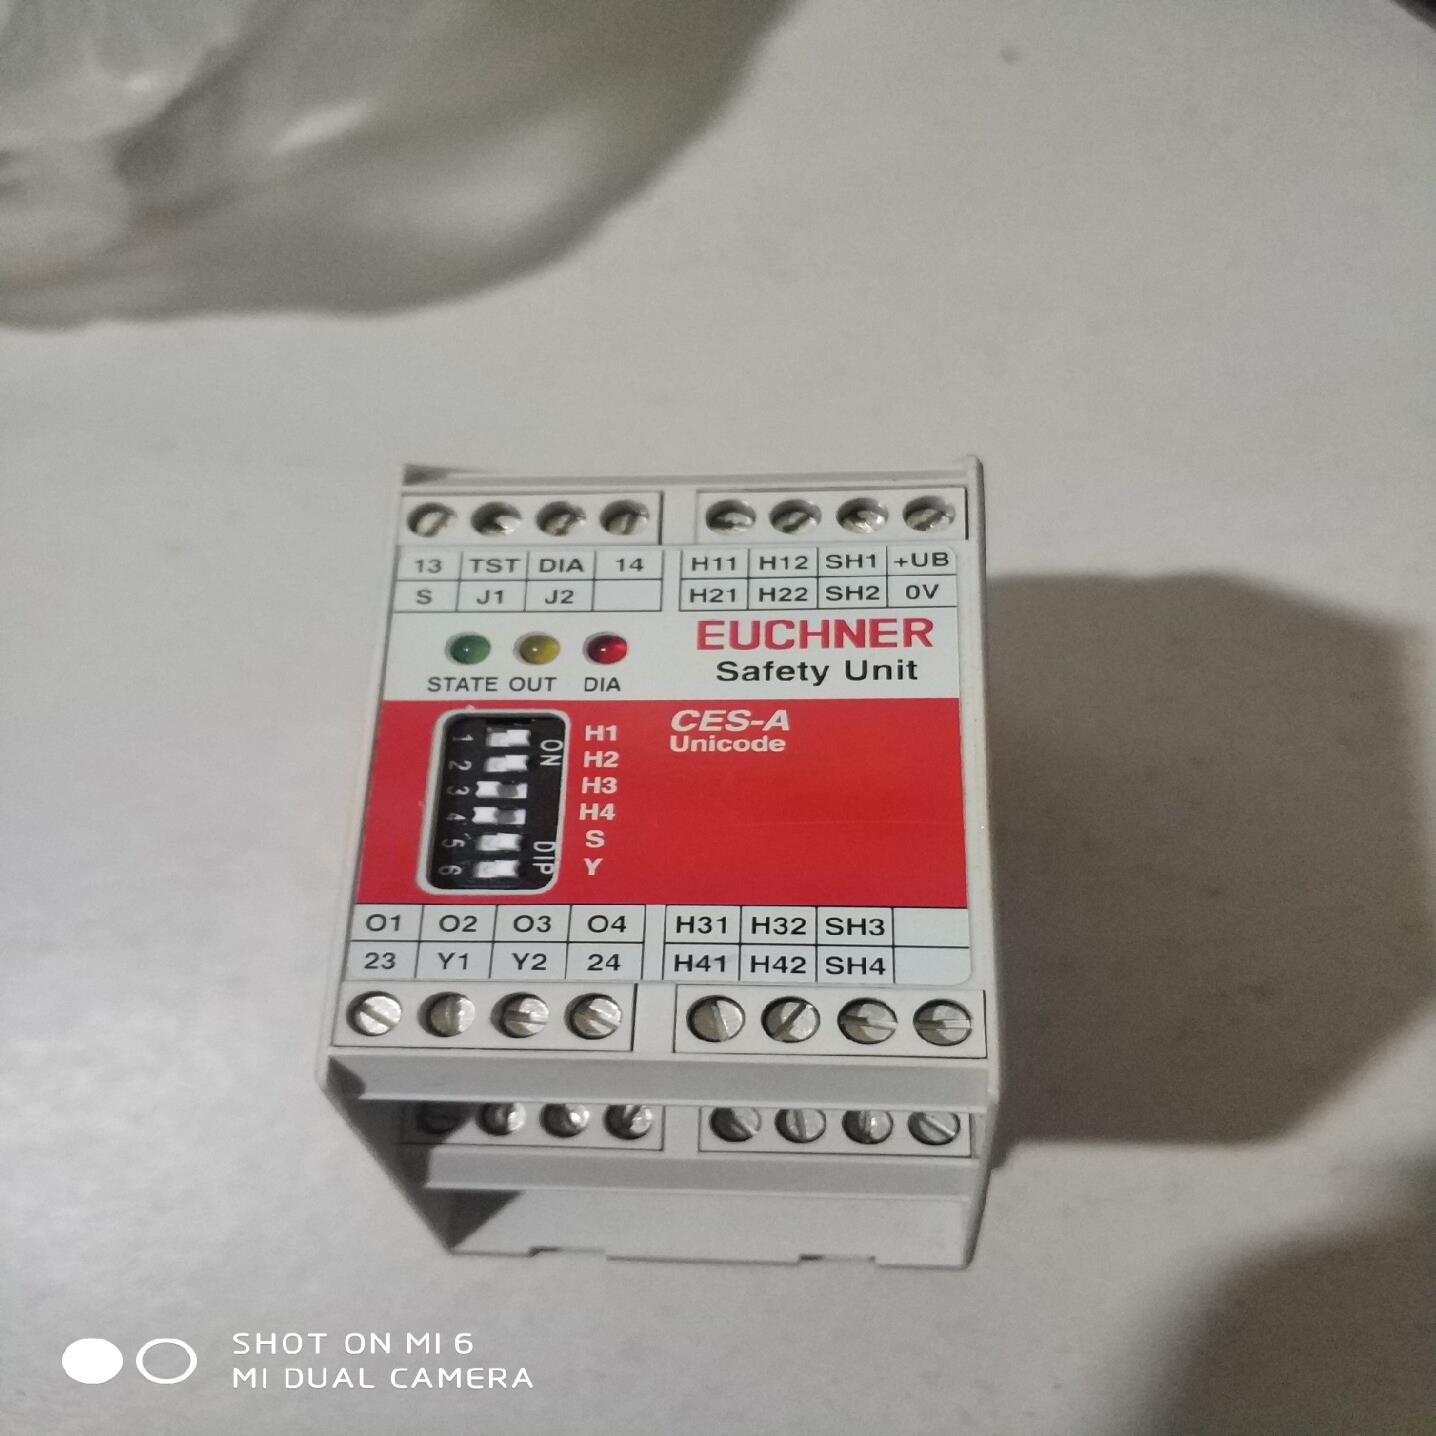 13 TST DIA 14 H11 H12 SH1 +UB
S J1 J2 H21 H22 SH2 0V
EUCHNER
Safety Unit
STATE OUT DIA
CES-A
Unicode
1 ON H1
2 H2
3 H3
4 H4
5 DIP S
6 Y
O1 O2 O3 O4 H31 H32 SH3
23 Y1 Y2 24 H41 H42 SH4
SHOT ON MI 6
MI DUAL CAMERA